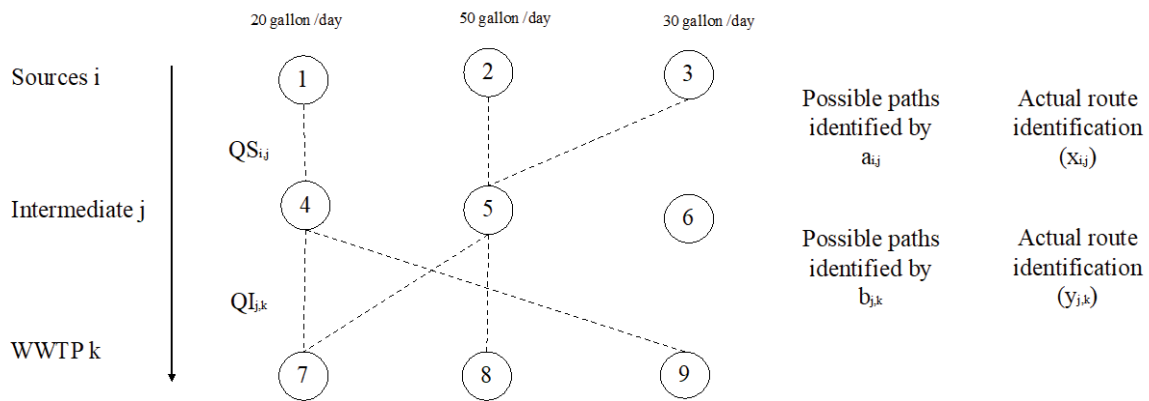 20 gallon /day
50 gallon /day
30 gallon /day
Sources i
1
2
3
Possible paths
identified by
aᵢ,ⱼ
Actual route
identification
(xᵢ,ⱼ)
QSᵢ,ⱼ
Intermediate j
4
5
6
Possible paths
identified by
bⱼ,ₖ
Actual route
identification
(yⱼ,ₖ)
QIⱼ,ₖ
WWTP k
7
8
9